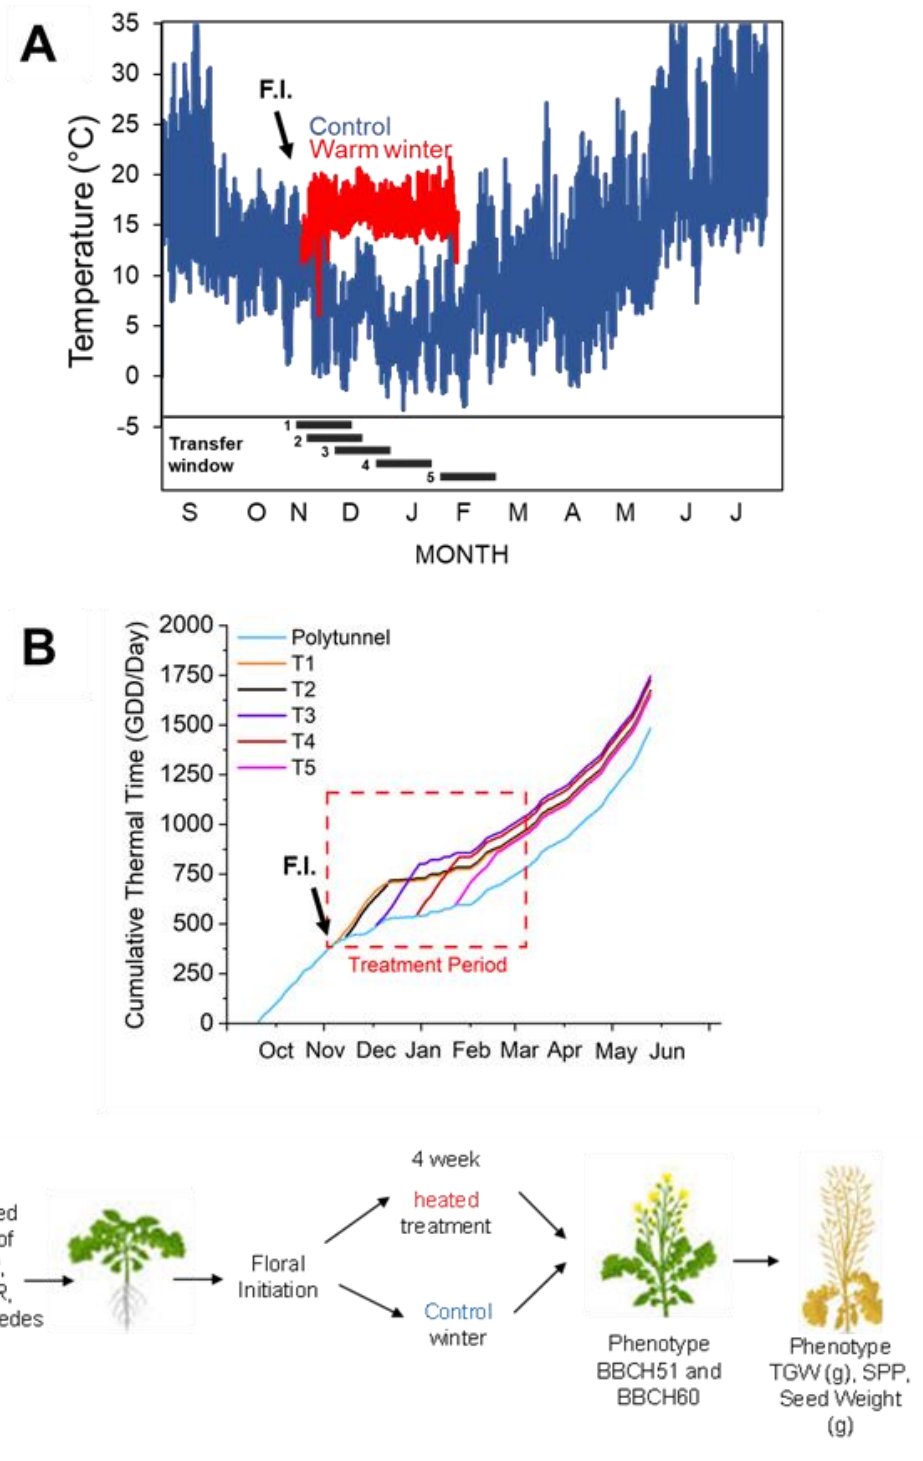 A
35
30
25
20
15
10
5
0
-5
Temperature (°C)
F.I.
Control
Warm winter
Transfer
window
1
2
3
4
5
S O N D J F M A M J J
MONTH
B
2000
1750
1500
1250
1000
750
500
250
0
Cumulative Thermal Time (GDD/Day)
Polytunnel
T1
T2
T3
T4
T5
F.I.
Treatment Period
Oct Nov Dec Jan Feb Mar Apr May Jun
4 week
heated
treatment
Floral
Initiation
Control
winter
Phenotype
BBCH51 and
BBCH60
Phenotype
TGW (g), SPP,
Seed Weight
(g)